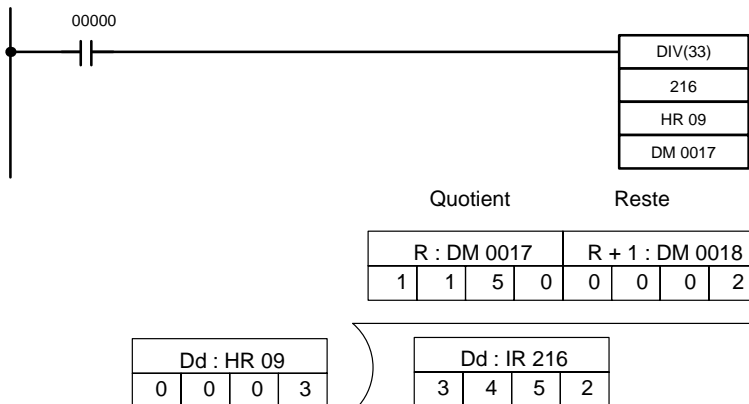 00000
DIV(33)
216
HR 09
DM 0017
Quotient Reste
R : DM 0017 R + 1 : DM 0018
1 1 5 0 0 0 0 2
Dd : HR 09 Dd : IR 216
0 0 0 3 3 4 5 2